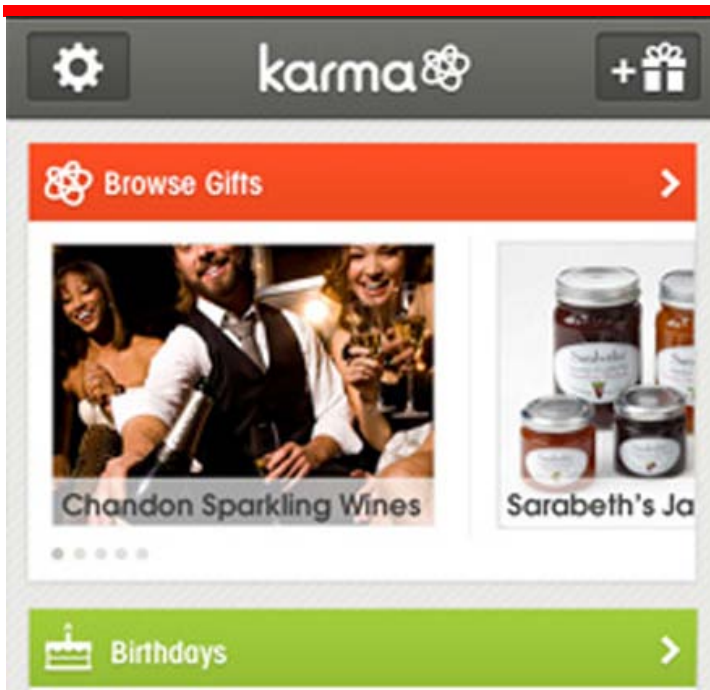 karma
+
Browse Gifts
Chandon Sparkling Wines
Sarabeth's Ja
Birthdays